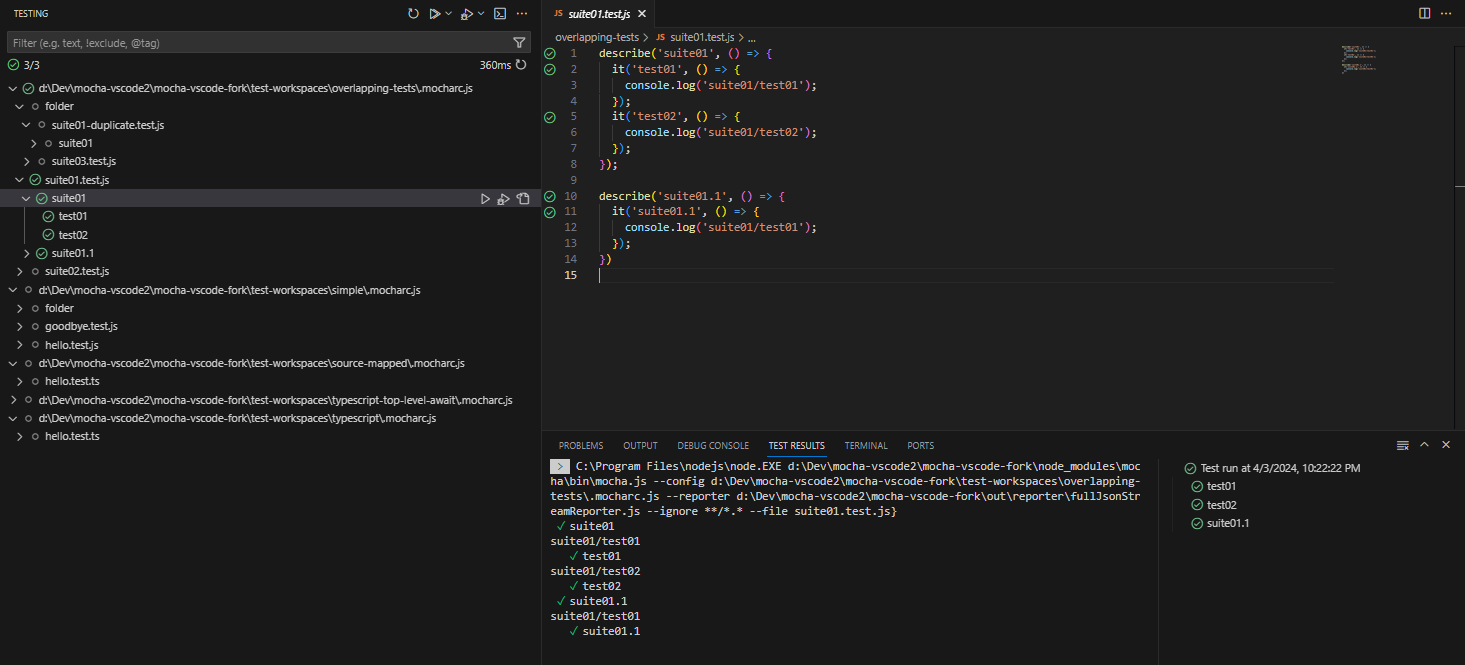 TESTING
Filter (e.g. text, !exclude, @tag)
3/3
360ms
d:\Dev\mocha-vscode2\mocha-vscode-fork\test-workspaces\overlapping-tests\.mocharc.js
folder
suite01-duplicate.test.js
suite01
suite03.test.js
suite01.test.js
suite01
test01
test02
suite01.1
suite02.test.js
d:\Dev\mocha-vscode2\mocha-vscode-fork\test-workspaces\simple\.mocharc.js
folder
goodbye.test.js
hello.test.js
d:\Dev\mocha-vscode2\mocha-vscode-fork\test-workspaces\source-mapped\.mocharc.js
hello.test.ts
d:\Dev\mocha-vscode2\mocha-vscode-fork\test-workspaces\typescript-top-level-await\.mocharc.js
d:\Dev\mocha-vscode2\mocha-vscode-fork\test-workspaces\typescript\.mocharc.js
hello.test.ts
JS suite01.test.js
overlapping-tests > JS suite01.test.js > ...
1 describe('suite01', () => {
2 it('test01', () => {
3 console.log('suite01/test01');
4 });
5 it('test02', () => {
6 console.log('suite01/test02');
7 });
8 });
9
10 describe('suite01.1', () => {
11 it('suite01.1', () => {
12 console.log('suite01/test01');
13 });
14 })
15
PROBLEMS OUTPUT DEBUG CONSOLE TEST RESULTS TERMINAL PORTS
> C:\Program Files\nodejs\node.EXE d:\Dev\mocha-vscode2\mocha-vscode-fork\node_modules\moc
ha\bin\mocha.js --config d:\Dev\mocha-vscode2\mocha-vscode-fork\test-workspaces\overlapping-
tests\.mocharc.js --reporter d:\Dev\mocha-vscode2\mocha-vscode-fork\out\reporter\fullJsonStr
eamReporter.js --ignore **/*.* --file suite01.test.js}
✓ suite01
suite01/test01
✓ test01
suite01/test02
✓ test02
✓ suite01.1
suite01/test01
✓ suite01.1
Test run at 4/3/2024, 10:22:22 PM
test01
test02
suite01.1